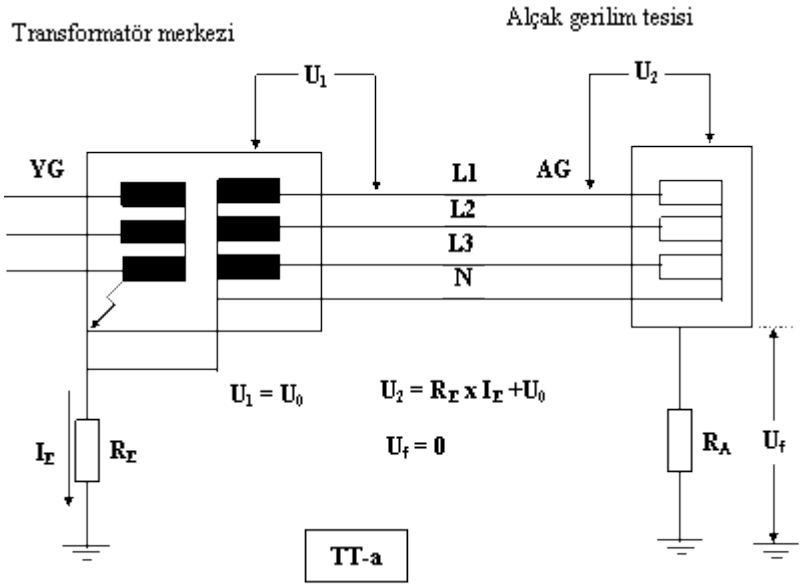 Transformatör merkezi
Alçak gerilim tesisi
U1
U2
YG
L1
AG
L2
L3
N
U1 = U0
U2 = RE x IE +U0
Uf = 0
IE
RE
RA
Uf
TT-a